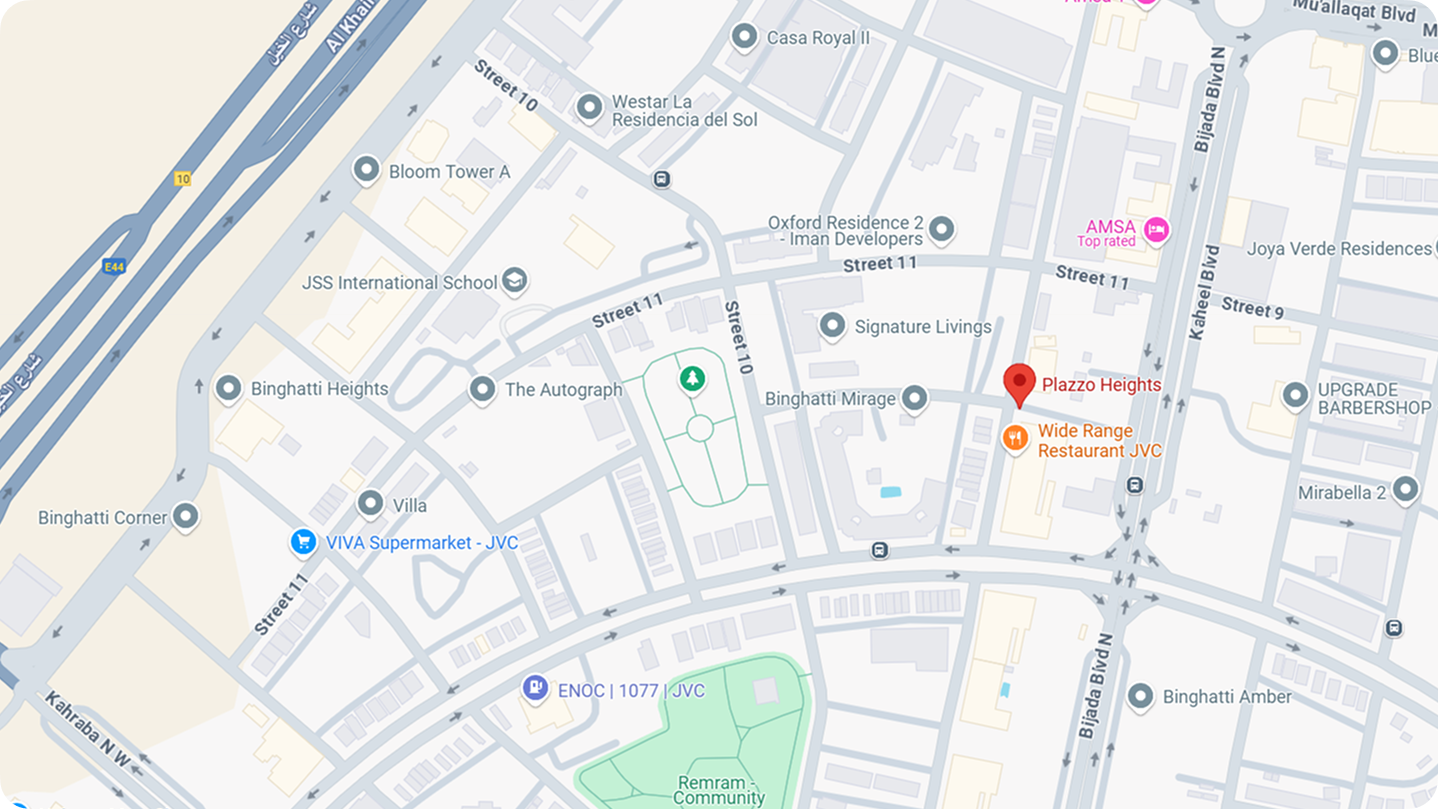 شارع الخيل
Al Khail
Amsa
Mu'allaqat Blvd
Casa Royal II
Blue
Street 10
Westar La
Residencia del Sol
Bijada Blvd N
Bloom Tower A
10
Oxford Residence 2
- Iman Developers
AMSA
Top rated
Joya Verde Residences
E44
Street 11
Street 11
JSS International School
Street 11
Kaheel Blvd
Street 9
Signature Livings
Street 10
شارع الخيل
Binghatti Heights
The Autograph
Binghatti Mirage
Plazzo Heights
UPGRADE
BARBERSHOP
Wide Range
Restaurant JVC
Mirabella 2
Villa
Binghatti Corner
VIVA Supermarket - JVC
Street 11
Bijada Blvd N
ENOC | 1077 | JVC
Binghatti Amber
Kahraba N W
Remram -
Community